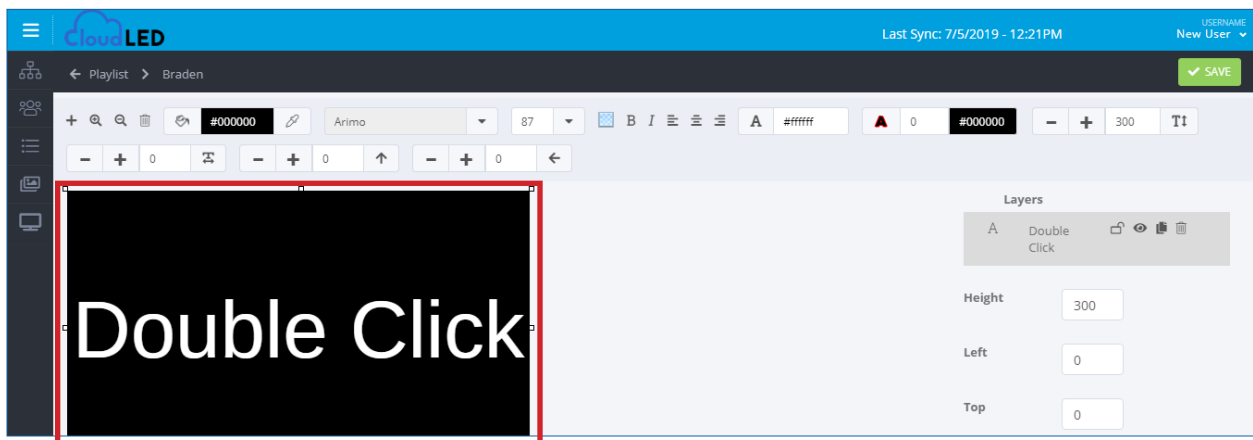 CloudLED
Last Sync: 7/5/2019 - 12:21PM
USERNAME
New User
Playlist
Braden
SAVE
#000000
Arimo
87
B I
A
#ffffff
A
0
#000000
300
T
0
0
0
Layers
A
Double
Click
Height
300
Left
0
Top
0
Double Click